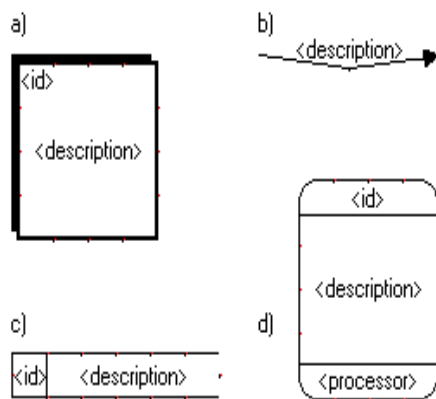 a)
<id>
<description>
b)
<description>
c)
<id> <description>
d)
<id>
<description>
<processor>